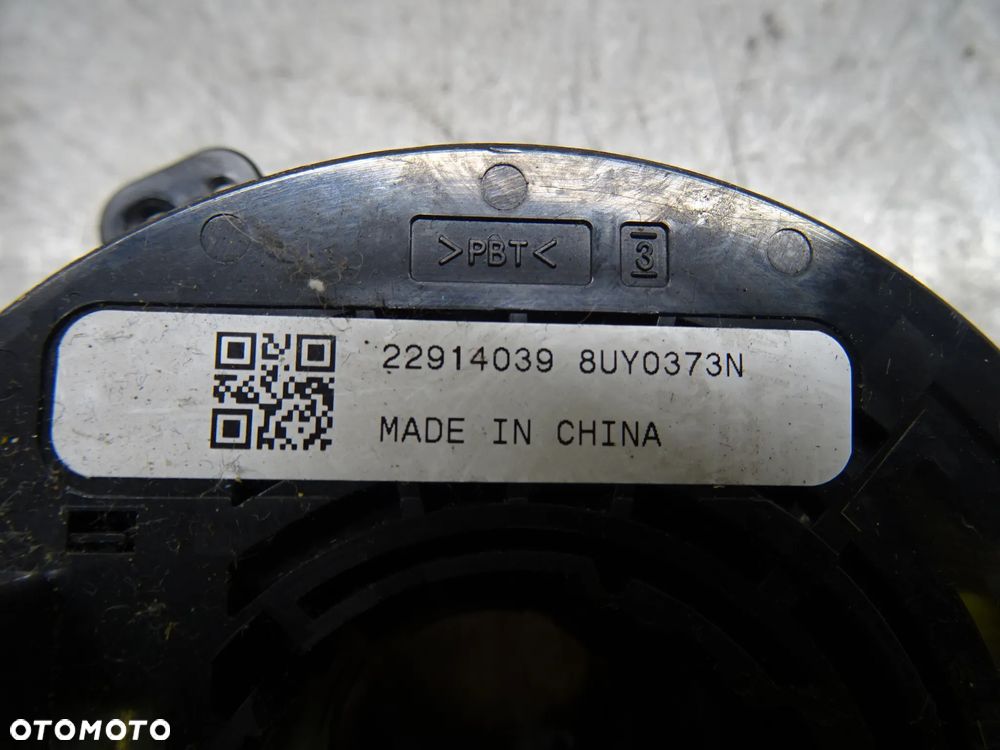 >PBT<
3
22914039 8UY0373N
MADE IN CHINA
OTOMOTO